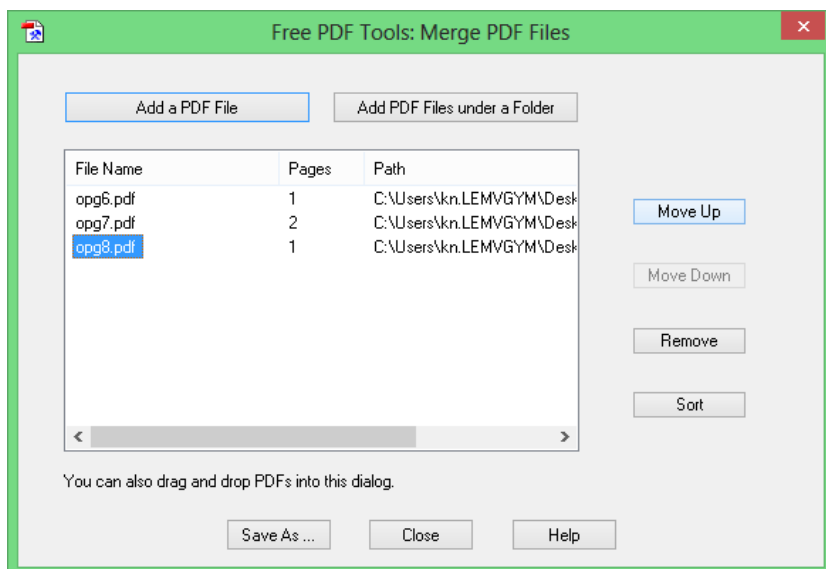 Free PDF Tools: Merge PDF Files
Add a PDF File Add PDF Files under a Folder
File Name Pages Path
opg6.pdf 1 C:\Users\kn.LEMVGYM\Desk
opg7.pdf 2 C:\Users\kn.LEMVGYM\Desk
opg8.pdf 1 C:\Users\kn.LEMVGYM\Desk
Move Up
Move Down
Remove
Sort
You can also drag and drop PDFs into this dialog.
Save As ... Close Help